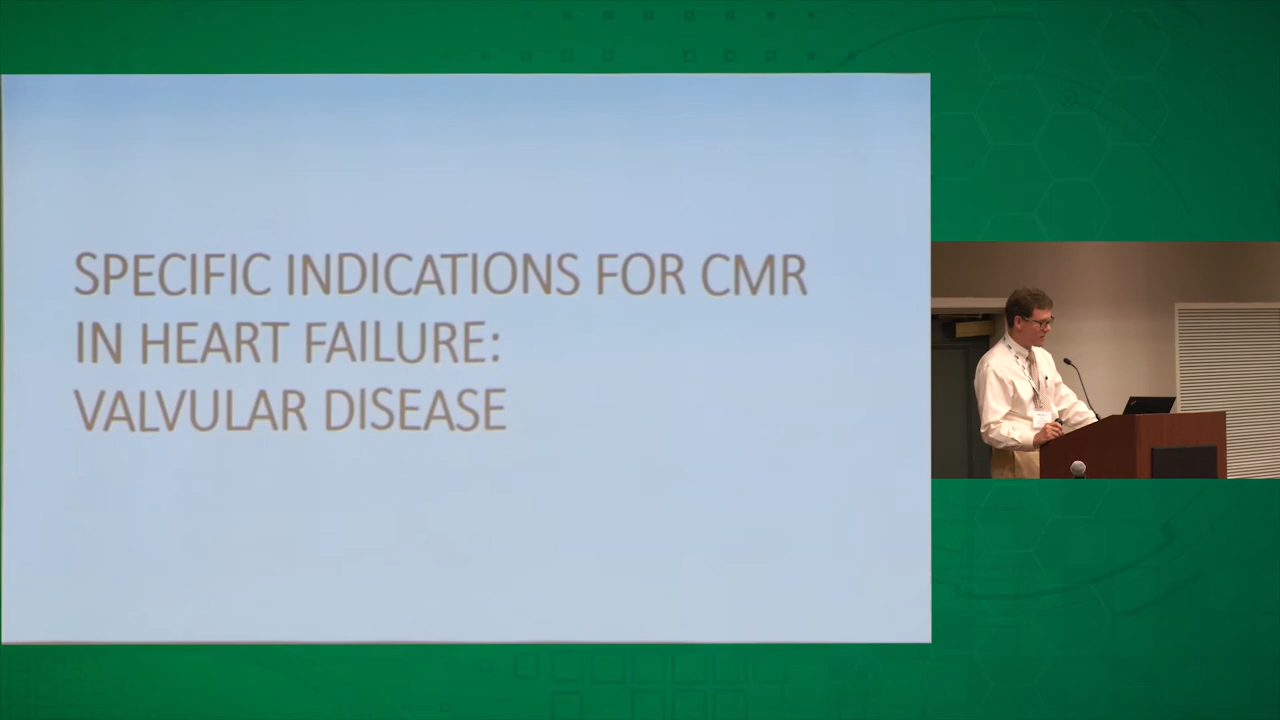 SPECIFIC INDICATIONS FOR CMR
IN HEART FAILURE:
VALVULAR DISEASE